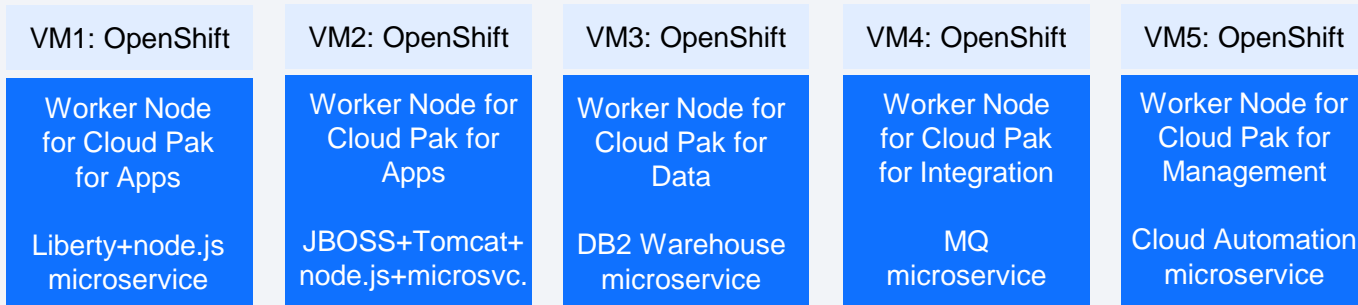 VM1: OpenShift
Worker Node
for Cloud Pak
for Apps
Liberty+node.js
microservice
VM2: OpenShift
Worker Node for
Cloud Pak for
Apps
JBOSS+Tomcat+
node.js+microsvc.
VM3: OpenShift
Worker Node for
Cloud Pak for
Data
DB2 Warehouse
microservice
VM4: OpenShift
Worker Node
for Cloud Pak
for Integration
MQ
microservice
VM5: OpenShift
Worker Node for
Cloud Pak for
Management
Cloud Automation
microservice